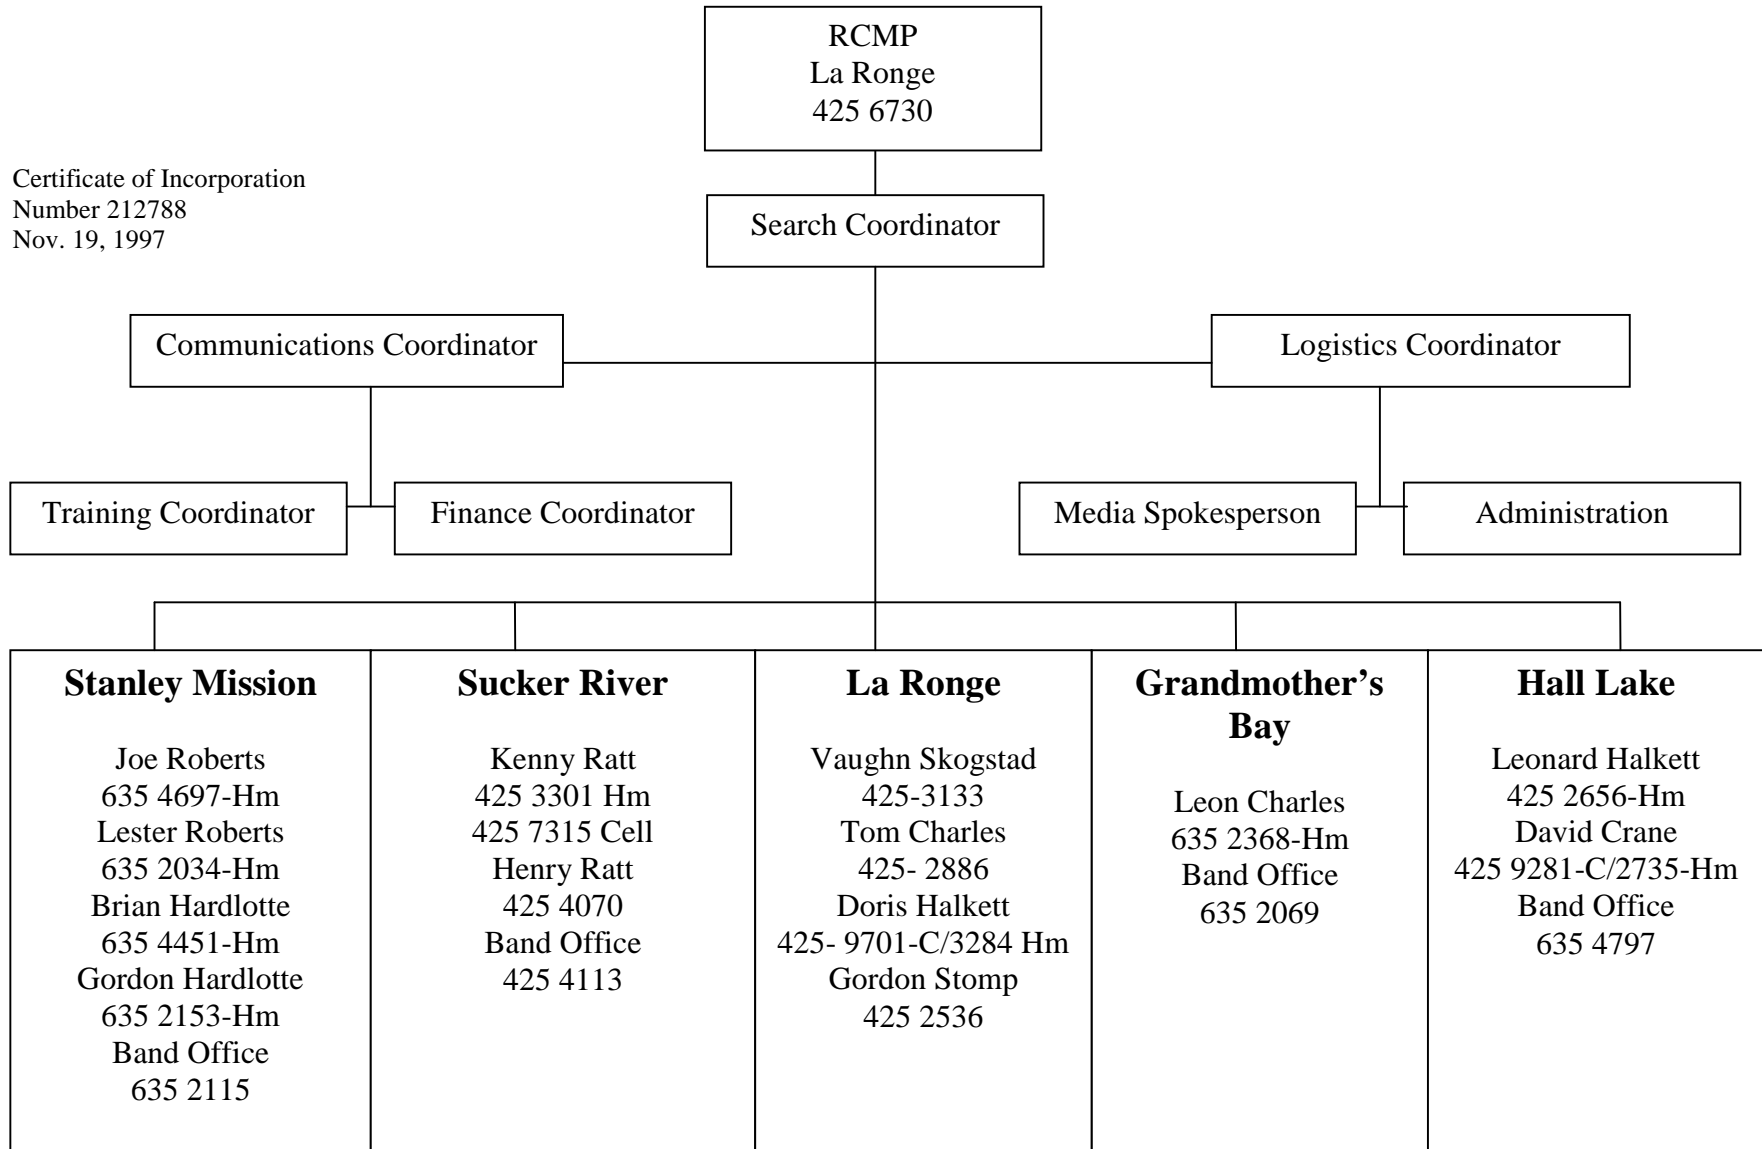 RCMP
La Ronge
425 6730
Certificate of Incorporation
Number 212788
Nov. 19, 1997
Search Coordinator
Communications Coordinator
Logistics Coordinator
Training Coordinator
Finance Coordinator
Media Spokesperson
Administration
Stanley Mission
Joe Roberts
635 4697-Hm
Lester Roberts
635 2034-Hm
Brian Hardlotte
635 4451-Hm
Gordon Hardlotte
635 2153-Hm
Band Office
635 2115
Sucker River
Kenny Ratt
425 3301 Hm
425 7315 Cell
Henry Ratt
425 4070
Band Office
425 4113
La Ronge
Vaughn Skogstad
425-3133
Tom Charles
425- 2886
Doris Halkett
425- 9701-C/3284 Hm
Gordon Stomp
425 2536
Grandmother’s
Bay
Leon Charles
635 2368-Hm
Band Office
635 2069
Hall Lake
Leonard Halkett
425 2656-Hm
David Crane
425 9281-C/2735-Hm
Band Office
635 4797